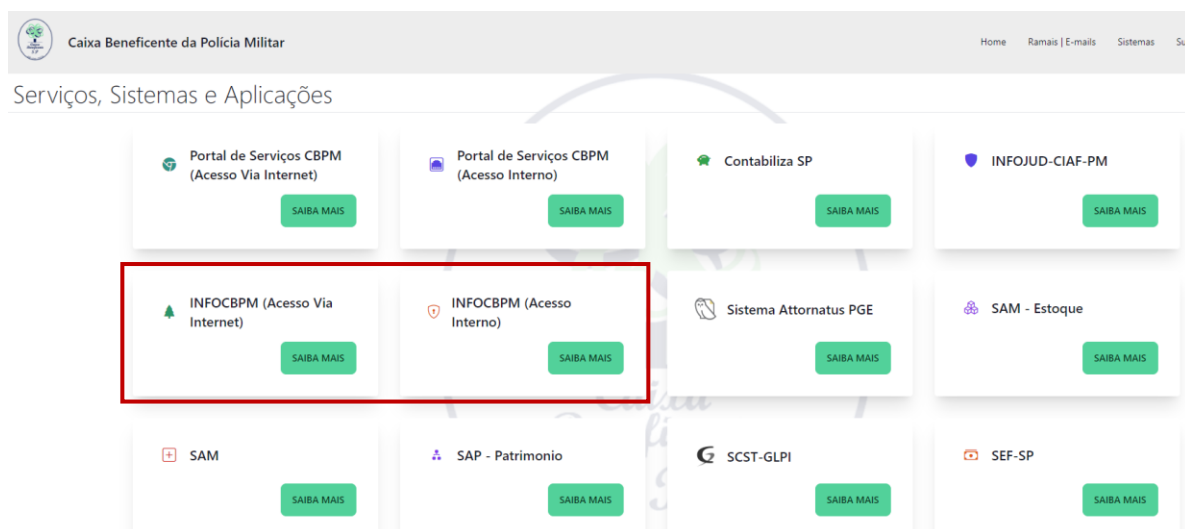 Caixa Beneficente da Polícia Militar
Home Ramais | E-mails Sistemas
Serviços, Sistemas e Aplicações
Portal de Serviços CBPM
(Acesso Via Internet)
SAIBA MAIS
Portal de Serviços CBPM
(Acesso Interno)
SAIBA MAIS
Contabiliza SP
SAIBA MAIS
INFOJUD-CIAF-PM
SAIBA MAIS
INFOCBPM (Acesso Via
Internet)
SAIBA MAIS
INFOCBPM (Acesso
Interno)
SAIBA MAIS
Sistema Attornatus PGE
SAIBA MAIS
SAM - Estoque
SAIBA MAIS
SAM
SAIBA MAIS
SAP - Patrimonio
SAIBA MAIS
SCST-GLPI
SAIBA MAIS
SEF-SP
SAIBA MAIS
Caixa